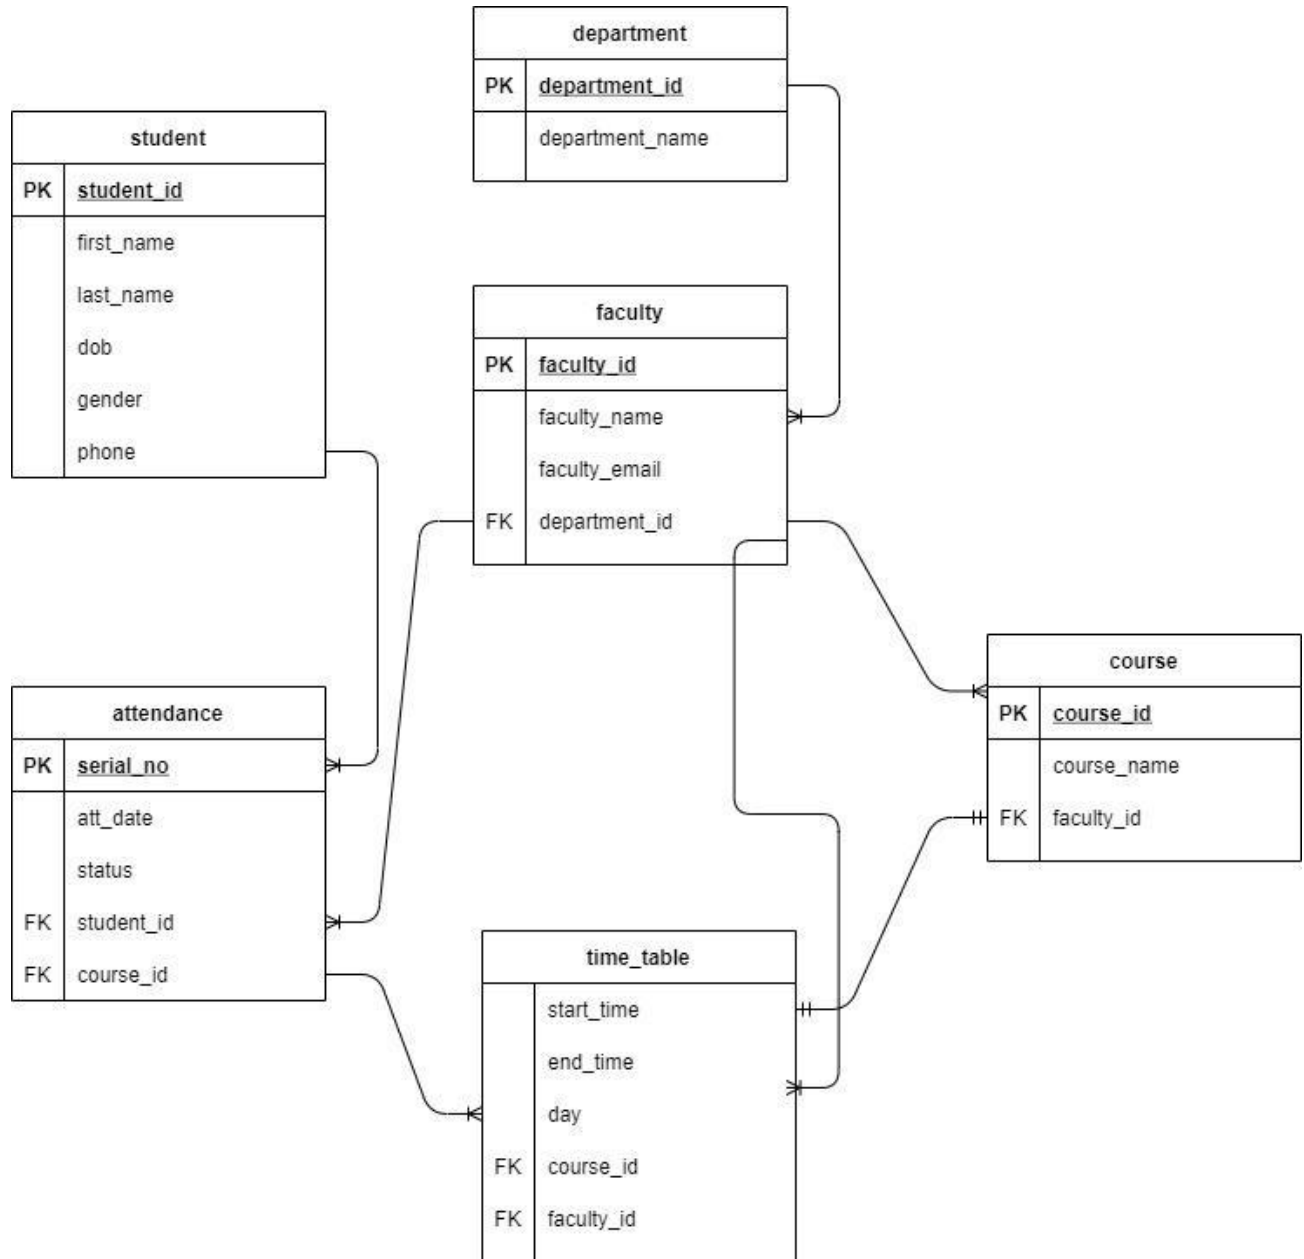 department
PK department_id
department_name
student
PK student_id
first_name
last_name
dob
gender
phone
faculty
PK faculty_id
faculty_name
faculty_email
FK department_id
course
PK course_id
course_name
FK faculty_id
attendance
PK serial_no
att_date
status
FK student_id
FK course_id
time_table
start_time
end_time
day
FK course_id
FK faculty_id